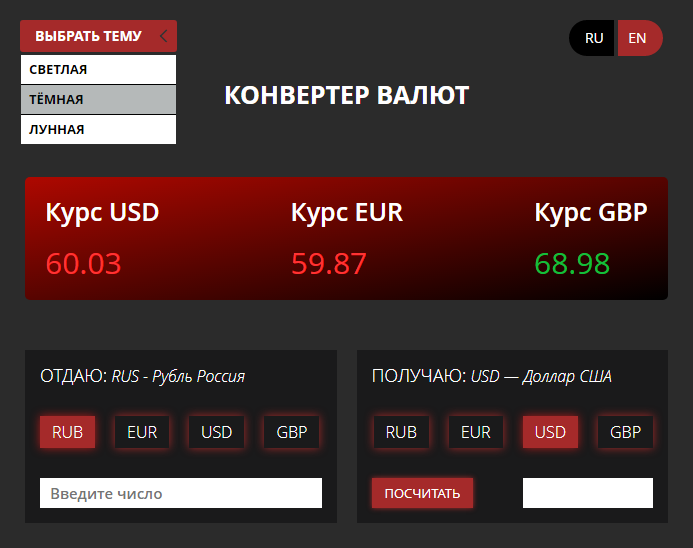 ВЫБРАТЬ ТЕМУ
RU EN
СВЕТЛАЯ
ТЁМНАЯ
ЛУННАЯ
КОНВЕРТЕР ВАЛЮТ
Курс USD Курс EUR Курс GBP
60.03 59.87 68.98
ОТДАЮ: RUS - Рубль Россия
RUB EUR USD GBP
Введите число
ПОЛУЧАЮ: USD — Доллар США
RUB EUR USD GBP
ПОСЧИТАТЬ